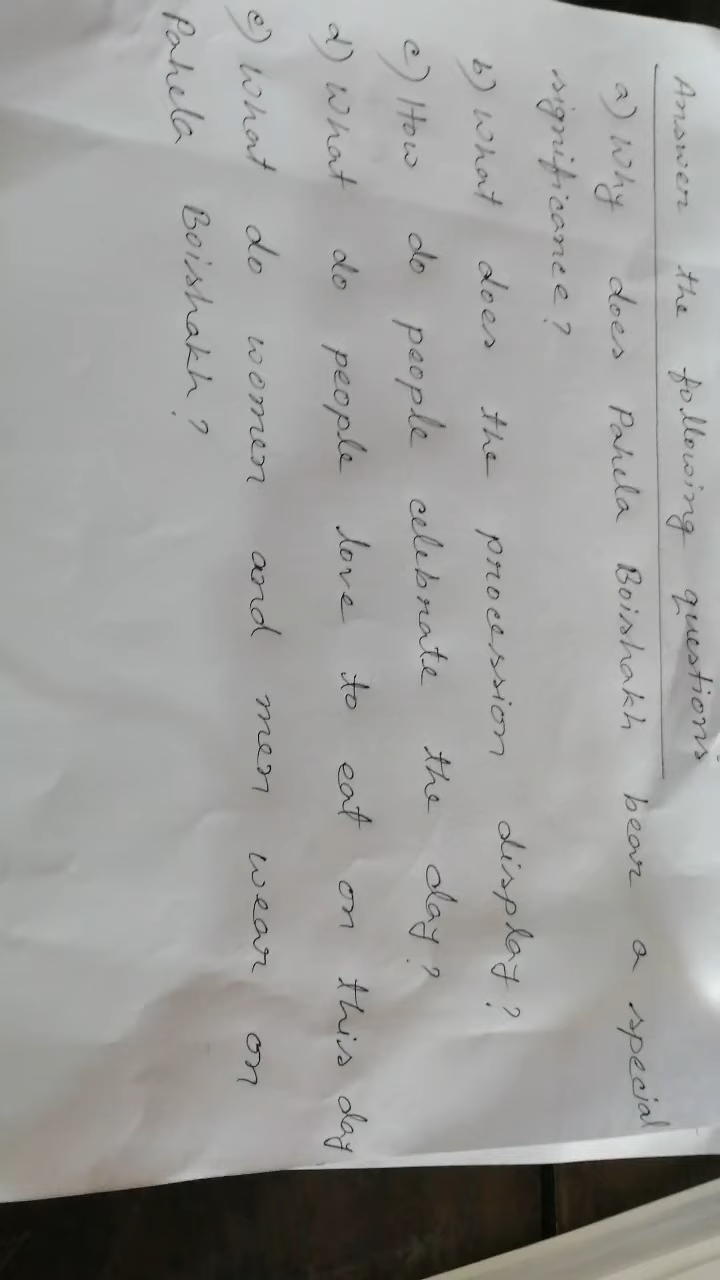 Answer the following questions
a) Why does Pahela Boishakh bear a special
significance?
b) What does the procession display?
c) How do people celebrate the day?
d) What do people love to eat on this day
e) What do women and men wear on
Pahela Boishakh?